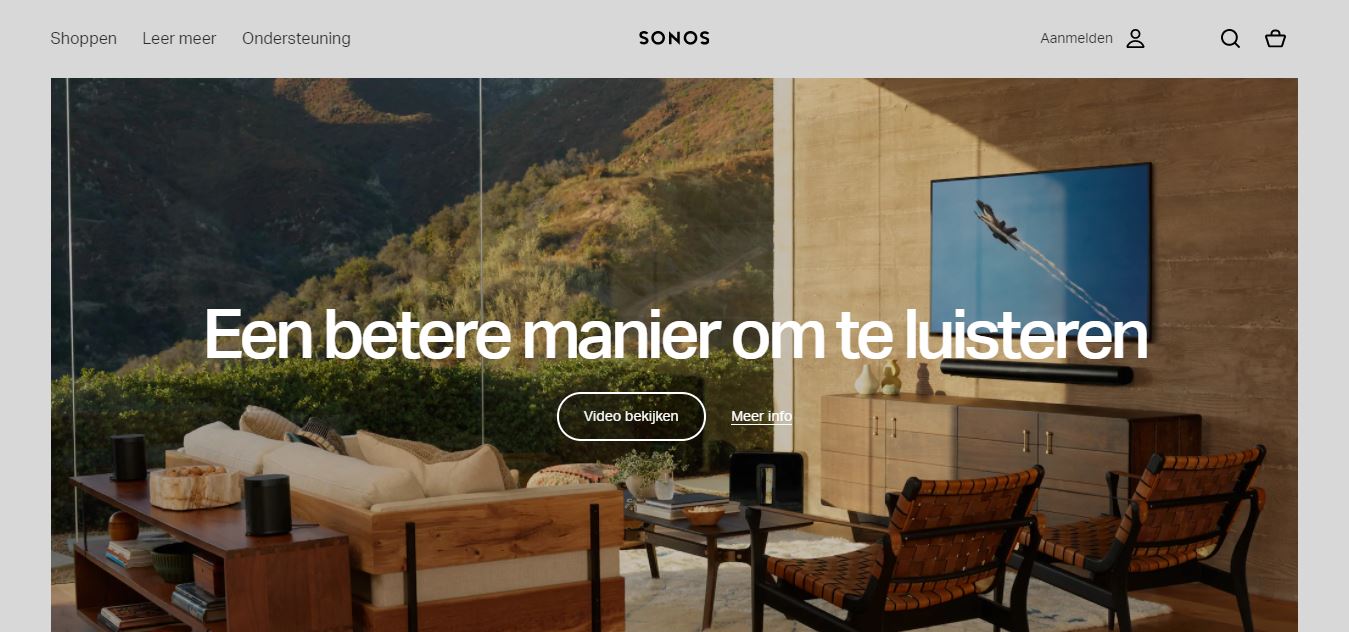 Shoppen Leer meer Ondersteuning SONOS Aanmelden
Een betere manier om te luisteren
Video bekijken Meer info